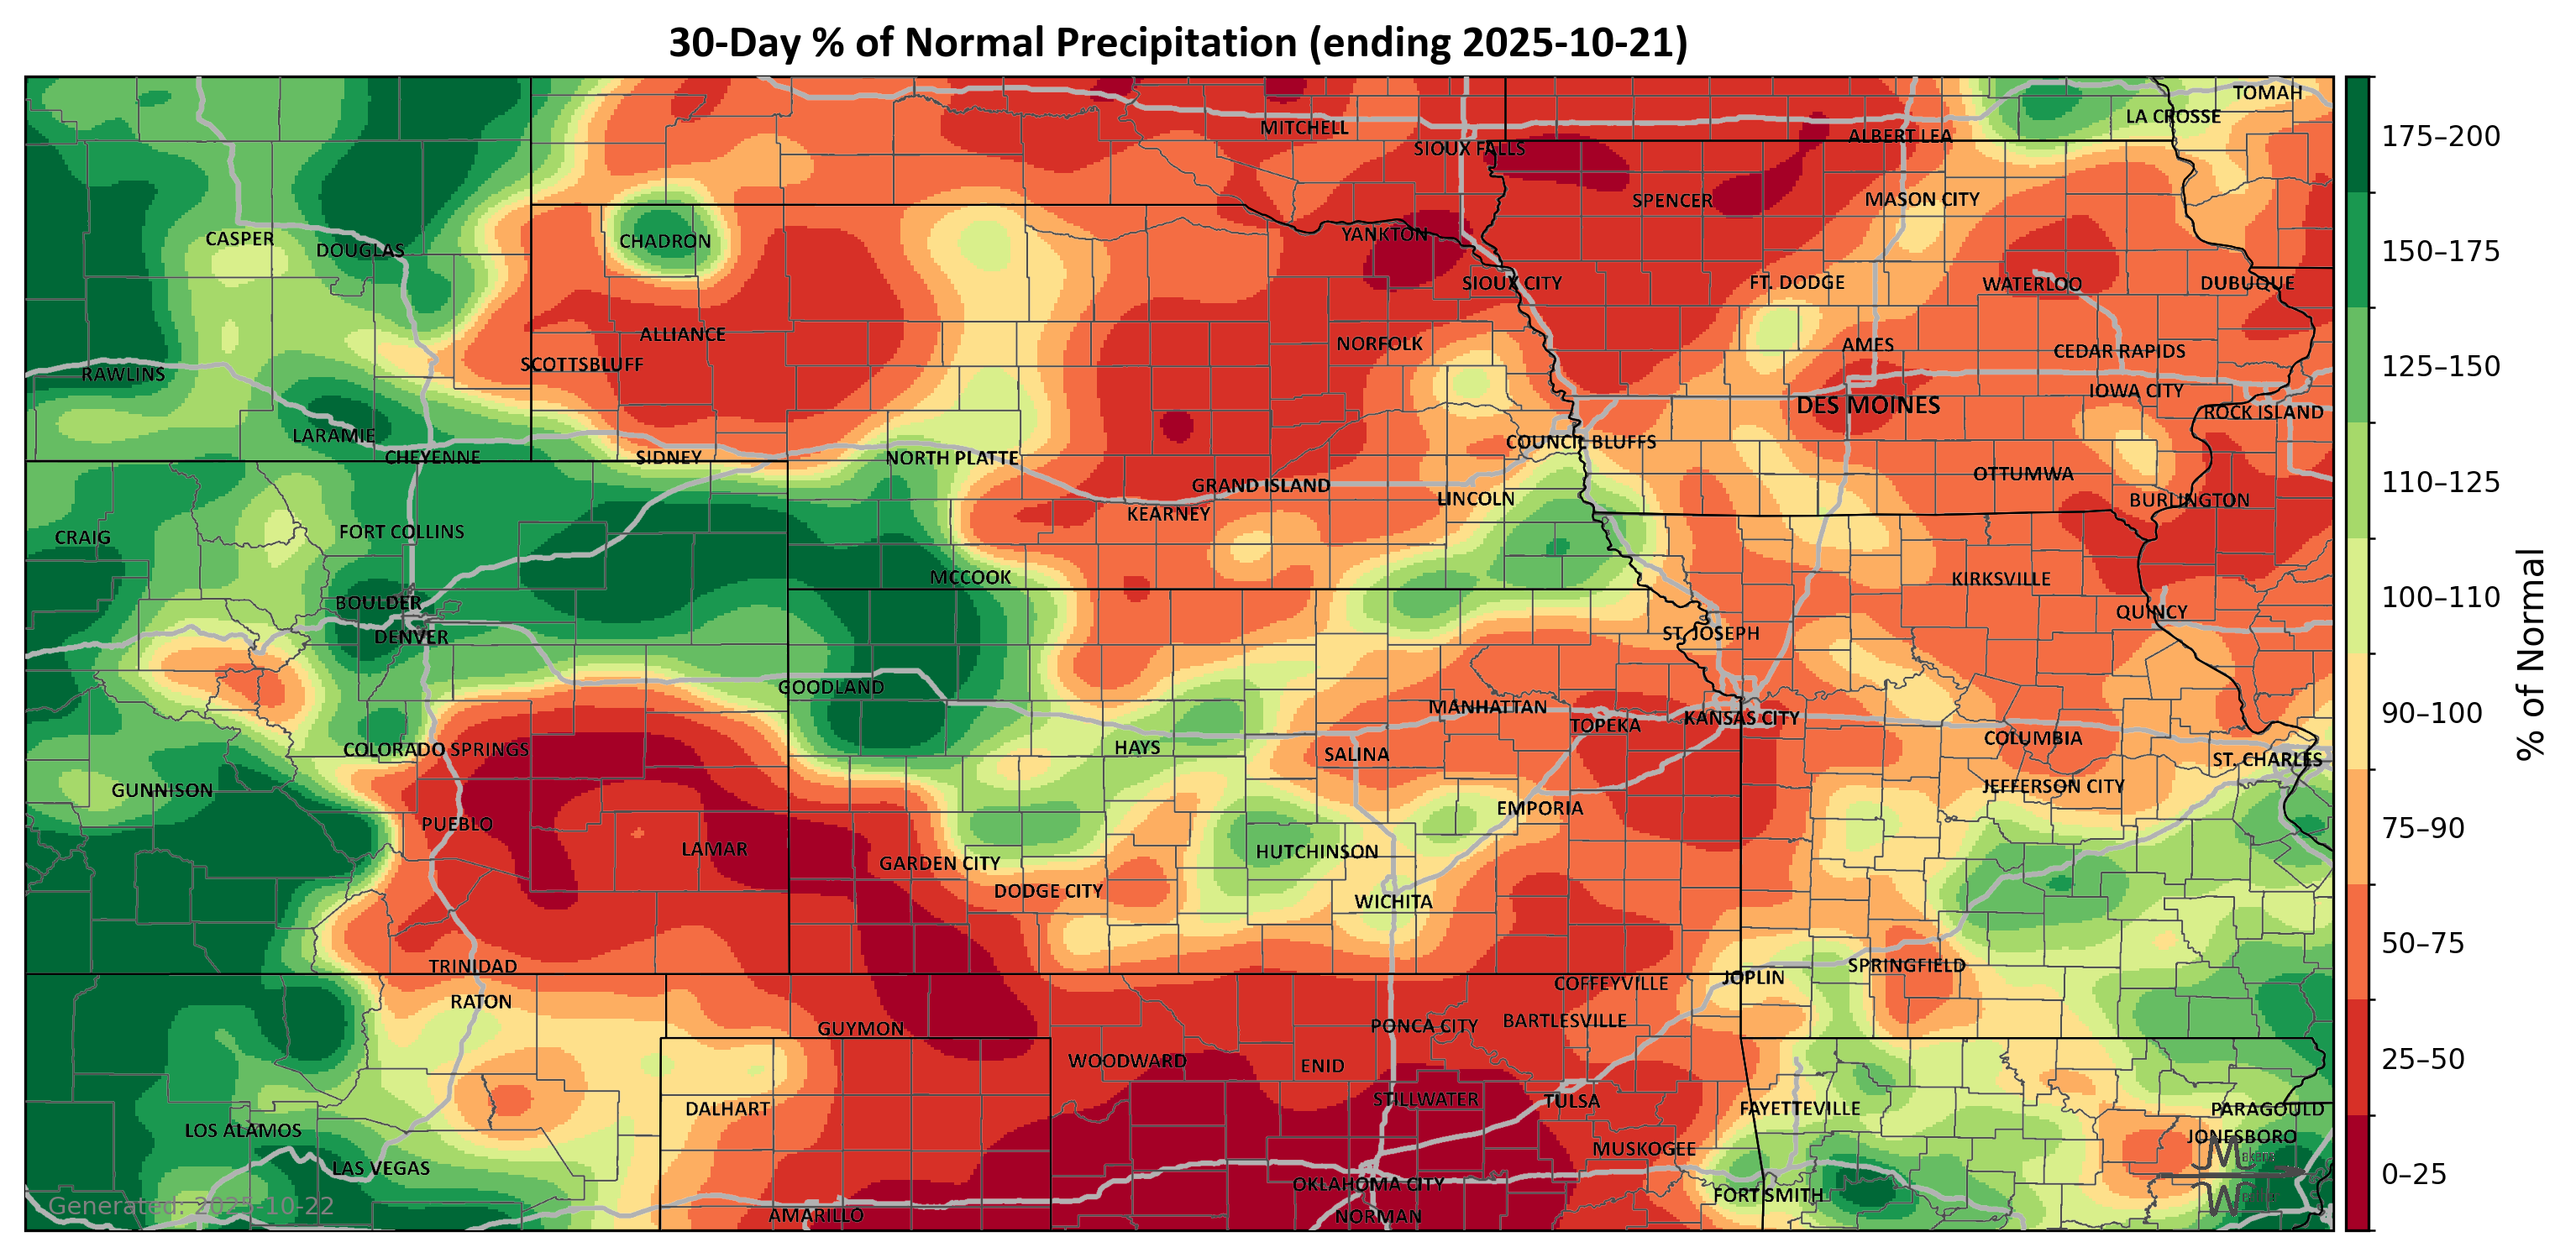 30-Day % of Normal Precipitation (ending 2025-10-21)
TOMAH
LA CROSSE
MITCHELL
ALBERT LEA
SIOUX FALLS
SPENCER
MASON CITY
YANKTON
CASPER
CHADRON
DOUGLAS
SIOUX CITY
FT. DODGE
WATERLOO
DUBUQUE
ALLIANCE
NORFOLK
AMES
CEDAR RAPIDS
SCOTTSBLUFF
RAWLINS
IOWA CITY
DES MOINES
ROCK ISLAND
LARAMIE
COUNCIL BLUFFS
CHEYENNE
SIDNEY
NORTH PLATTE
OTTUMWA
GRAND ISLAND
LINCOLN
BURLINGTON
KEARNEY
FORT COLLINS
CRAIG
MCCOOK
KIRKSVILLE
BOULDER
QUINCY
DENVER
ST. JOSEPH
GOODLAND
MANHATTAN
TOPEKA
KANSAS CITY
COLUMBIA
COLORADO SPRINGS
HAYS
SALINA
ST. CHARLES
GUNNISON
JEFFERSON CITY
EMPORIA
PUEBLO
LAMAR
HUTCHINSON
GARDEN CITY
DODGE CITY
WICHITA
TRINIDAD
SPRINGFIELD
JOPLIN
COFFEYVILLE
RATON
GUYMON
PONCA CITY
BARTLESVILLE
WOODWARD
ENID
STILLWATER
TULSA
DALHART
FAYETTEVILLE
PARAGOULD
LOS ALAMOS
JONESBORO
MUSKOGEE
LAS VEGAS
OKLAHOMA CITY
FORT SMITH
AMARILLO
NORMAN
Generated: 2025-10-22
175–200
150–175
125–150
110–125
100–110
90–100
75–90
50–75
25–50
0–25
% of Normal